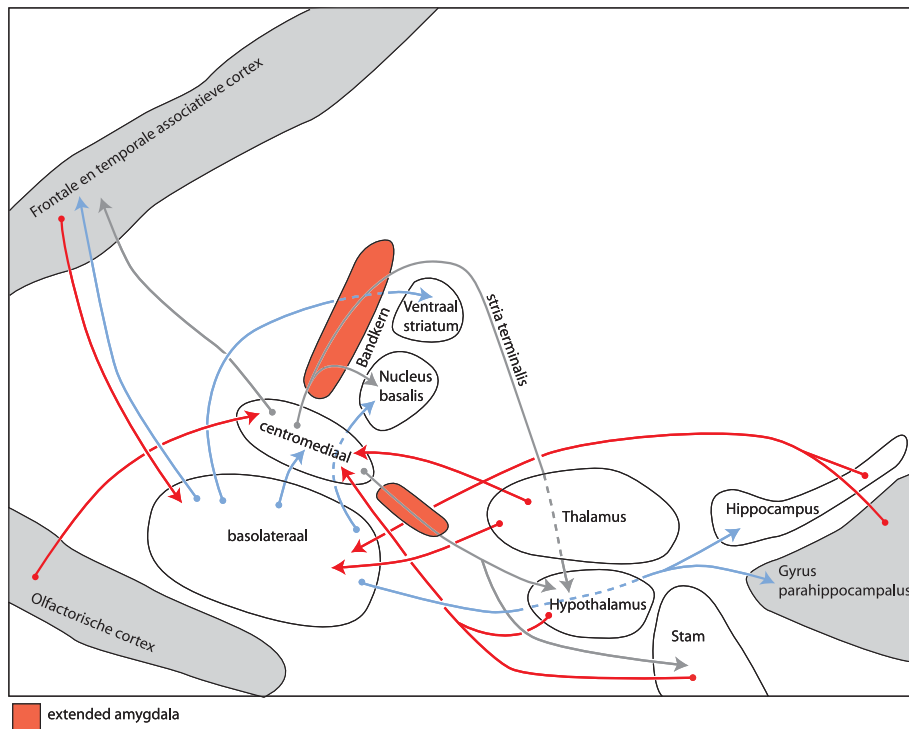 Frontale en temporale associatieve cortex
Bandkern
Ventraal
striatum
stria terminalis
Nucleus
basalis
centromediaal
basolateraal
Thalamus
Hippocampus
Gyrus
parahippocampalus
Hypothalamus
Olfactorische cortex
Stam
extended amygdala